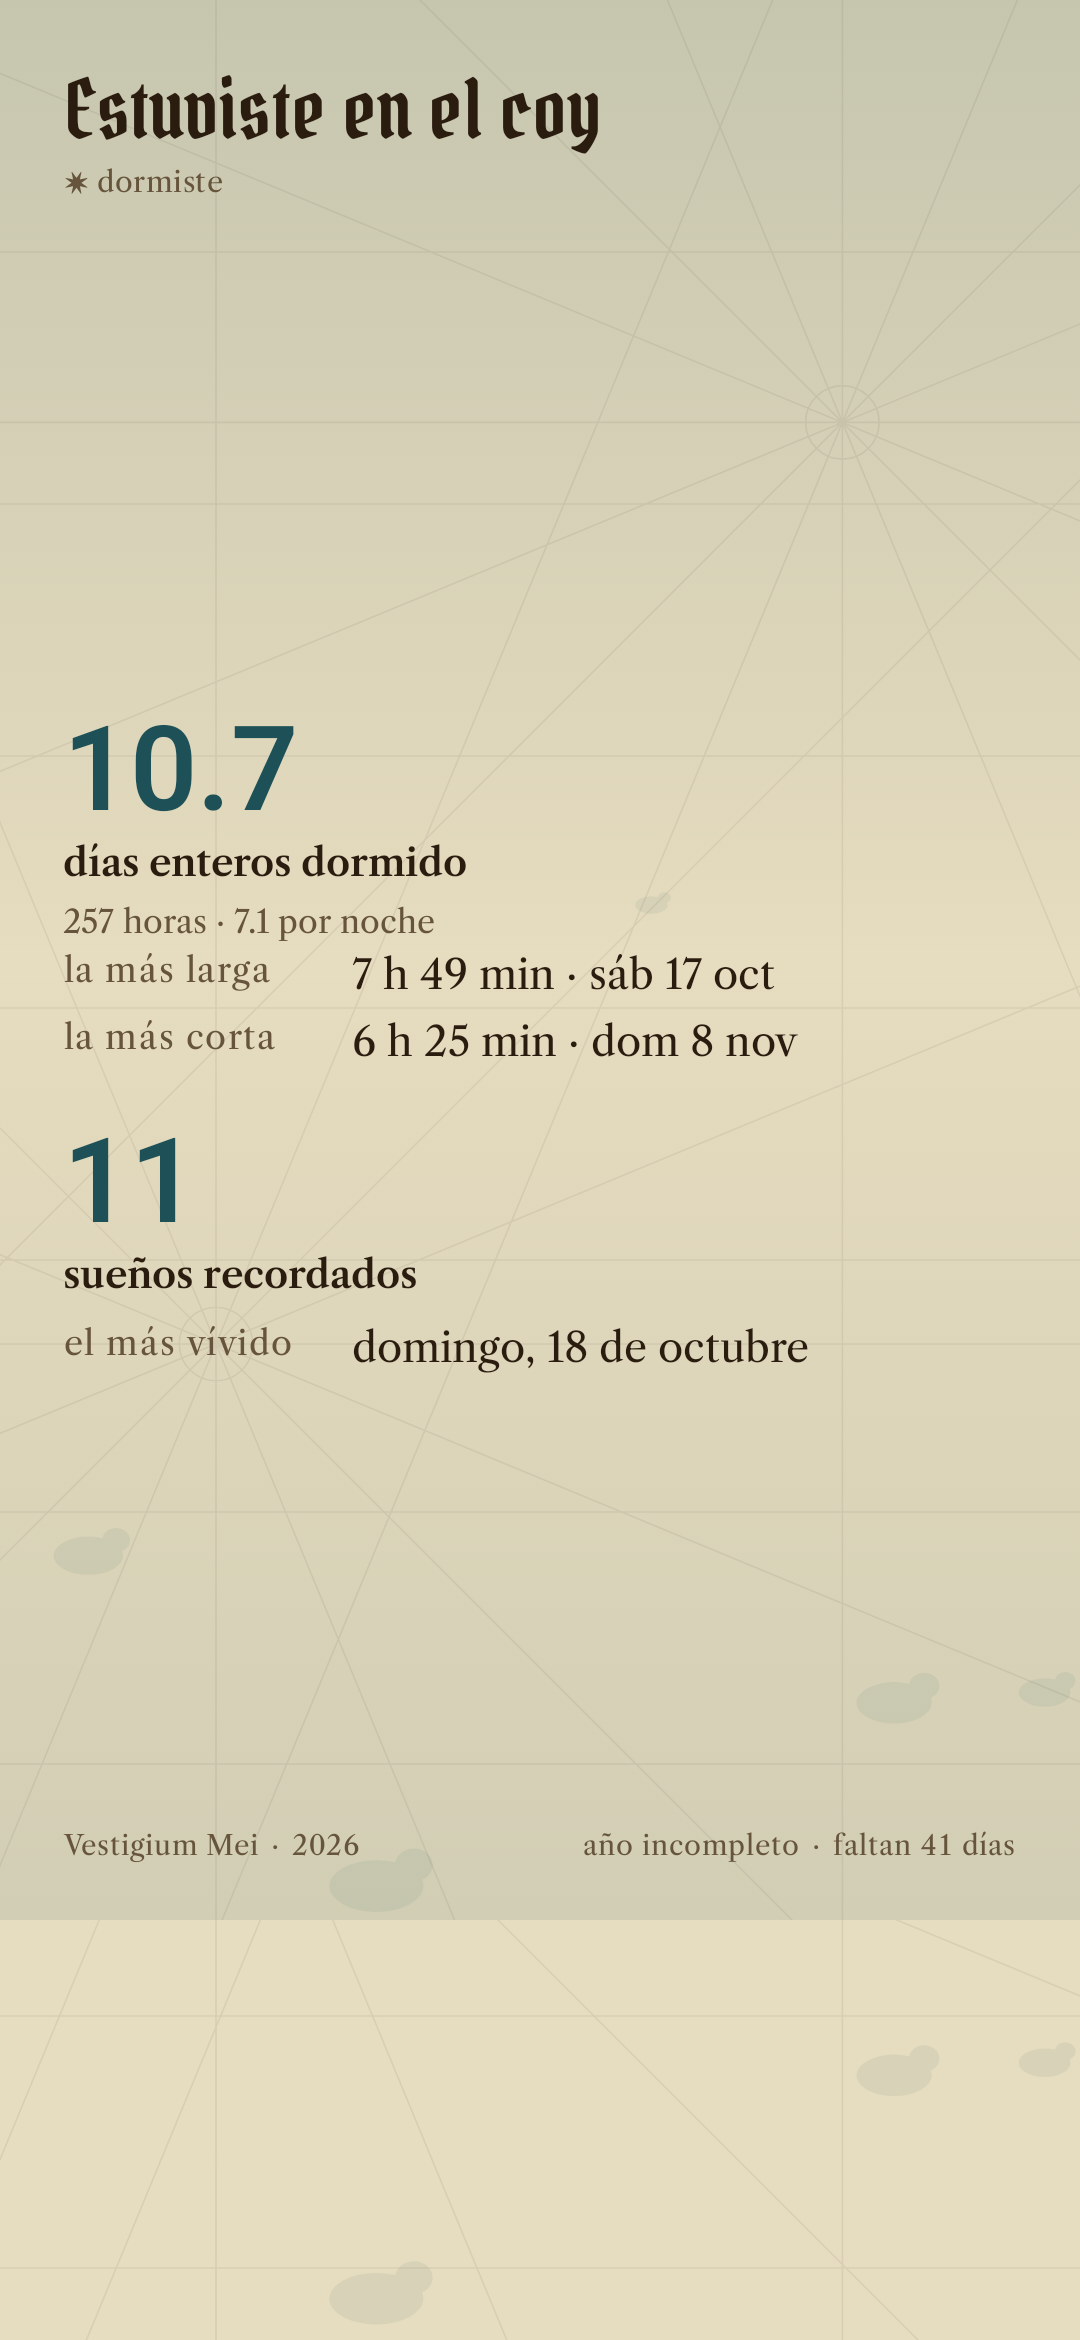 Estuviste en el coy
✷ dormiste
10.7
días enteros dormido
257 horas · 7.1 por noche
la más larga 7 h 49 min · sáb 17 oct
la más corta 6 h 25 min · dom 8 nov
11
sueños recordados
el más vívido domingo, 18 de octubre
Vestigium Mei · 2026 año incompleto · faltan 41 días